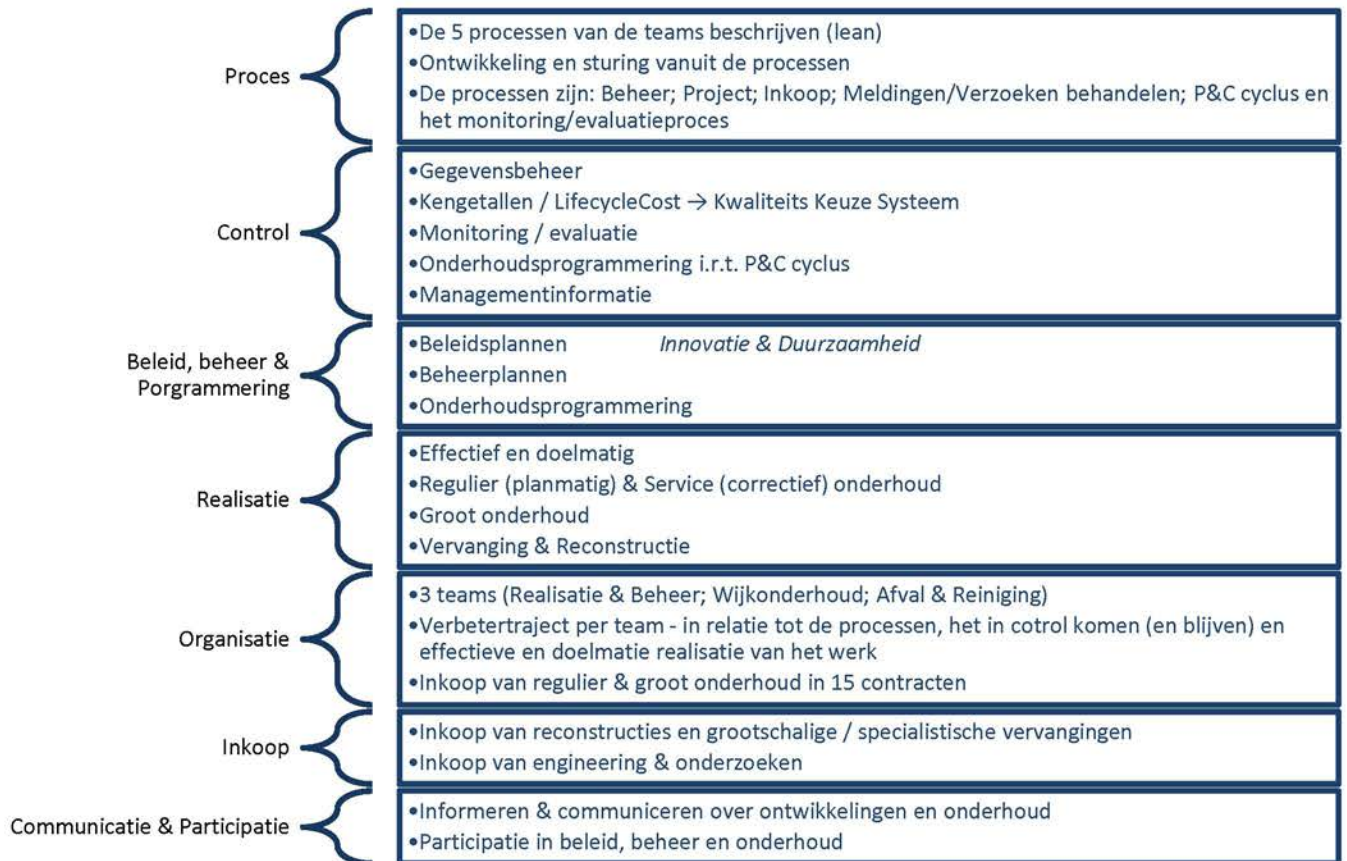 Proces
•De 5 processen van de teams beschrijven (lean)
•Ontwikkeling en sturing vanuit de processen
•De processen zijn: Beheer; Project; Inkoop; Meldingen/Verzoeken behandelen; P&C cyclus en
het monitoring/evaluatieproces
Control
•Gegevensbeheer
•Kengetallen / LifecycleCost → Kwaliteits Keuze Systeem
•Monitoring / evaluatie
•Onderhoudsprogrammering i.r.t. P&C cyclus
•Managementinformatie
Beleid, beheer &
Porgrammering
•Beleidsplannen Innovatie & Duurzaamheid
•Beheerplannen
•Onderhoudsprogrammering
Realisatie
•Effectief en doelmatig
•Regulier (planmatig) & Service (correctief) onderhoud
•Groot onderhoud
•Vervanging & Reconstructie
Organisatie
•3 teams (Realisatie & Beheer; Wijkonderhoud; Afval & Reiniging)
•Verbetertraject per team - in relatie tot de processen, het in cotrol komen (en blijven) en
effectieve en doelmatie realisatie van het werk
•Inkoop van regulier & groot onderhoud in 15 contracten
Inkoop
•Inkoop van reconstructies en grootschalige / specialistische vervangingen
•Inkoop van engineering & onderzoeken
Communicatie & Participatie
•Informeren & communiceren over ontwikkelingen en onderhoud
•Participatie in beleid, beheer en onderhoud